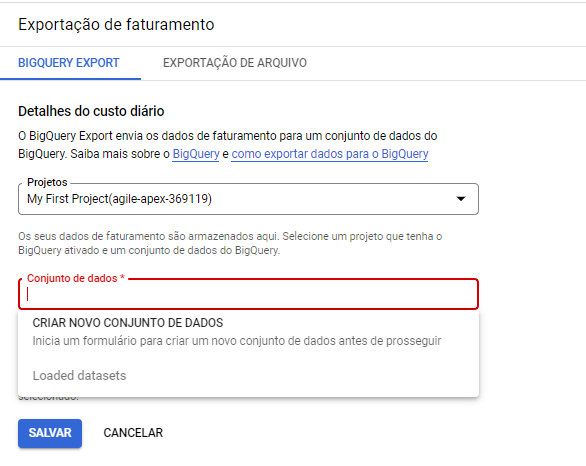 Exportação de faturamento
BIGQUERY EXPORT EXPORTAÇÃO DE ARQUIVO
Detalhes do custo diário
O BigQuery Export envia os dados de faturamento para um conjunto de dados do
BigQuery. Saiba mais sobre o BigQuery e como exportar dados para o BigQuery
Projetos
My First Project(agile-apex-369119)
Os seus dados de faturamento são armazenados aqui. Selecione um projeto que tenha o
BigQuery ativado e um conjunto de dados do BigQuery.
Conjunto de dados *
CRIAR NOVO CONJUNTO DE DADOS
Inicia um formulário para criar um novo conjunto de dados antes de prosseguir
Loaded datasets
selecionado.
SALVAR CANCELAR